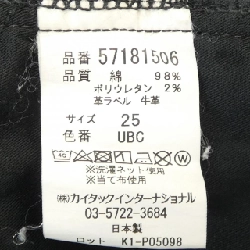 品番 57181506
品質 綿 98%
ポリウレタン 2%
革ラベル 牛革
サイズ 25
色番 UBC
※洗濯ネット使用
※当て布使用
㈱カイタックインターナショナル
03-5722-3684
日本製
ロット K1-P05098